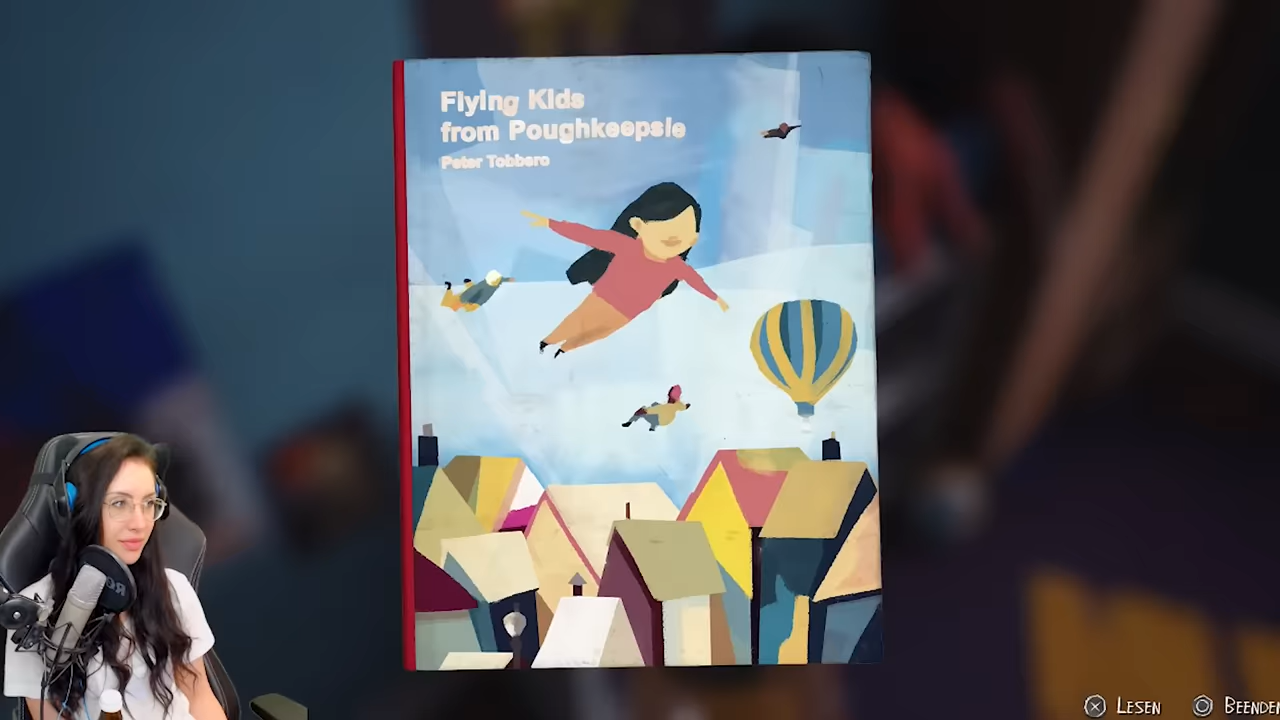 Flying Kids
from Poughkeepsie
Peter Tobbero
LESEN
BEENDEN